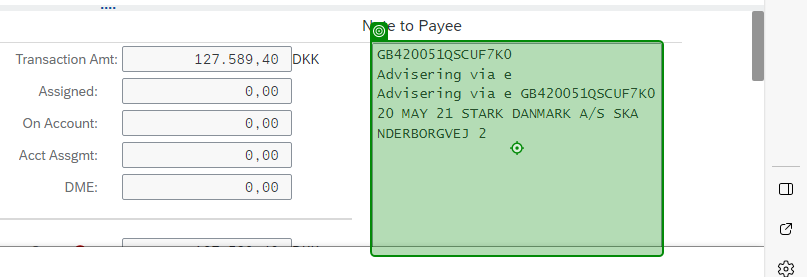 Note to Payee
Transaction Amt: 127.589,40 DKK
Assigned: 0,00
On Account: 0,00
Acct Assgmt: 0,00
DME: 0,00
GB420051QSCUF7K0
Advisering via e
Advisering via e GB420051QSCUF7K0
20 MAY 21 STARK DANMARK A/S SKA
NDERBORGVEJ 2